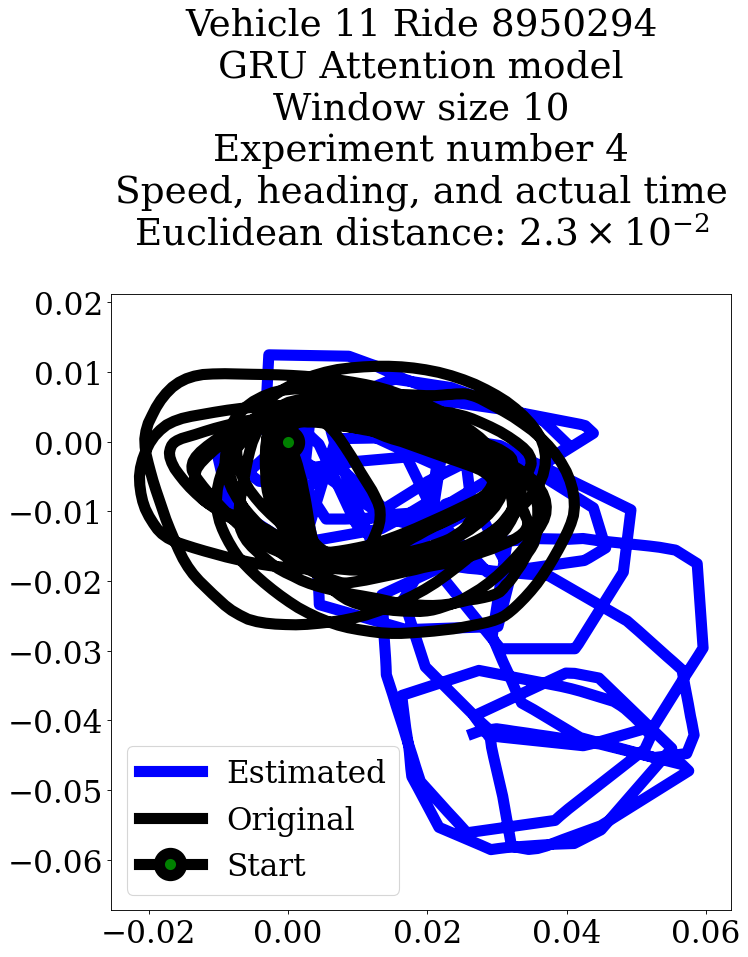 Vehicle 11 Ride 8950294
GRU Attention model
Window size 10
Experiment number 4
Speed, heading, and actual time
Euclidean distance: 2.3 × 10⁻²
0.02
0.01
0.00
−0.01
−0.02
−0.03
−0.04
−0.05
−0.06
Estimated
Original
Start
−0.02 0.00 0.02 0.04 0.06